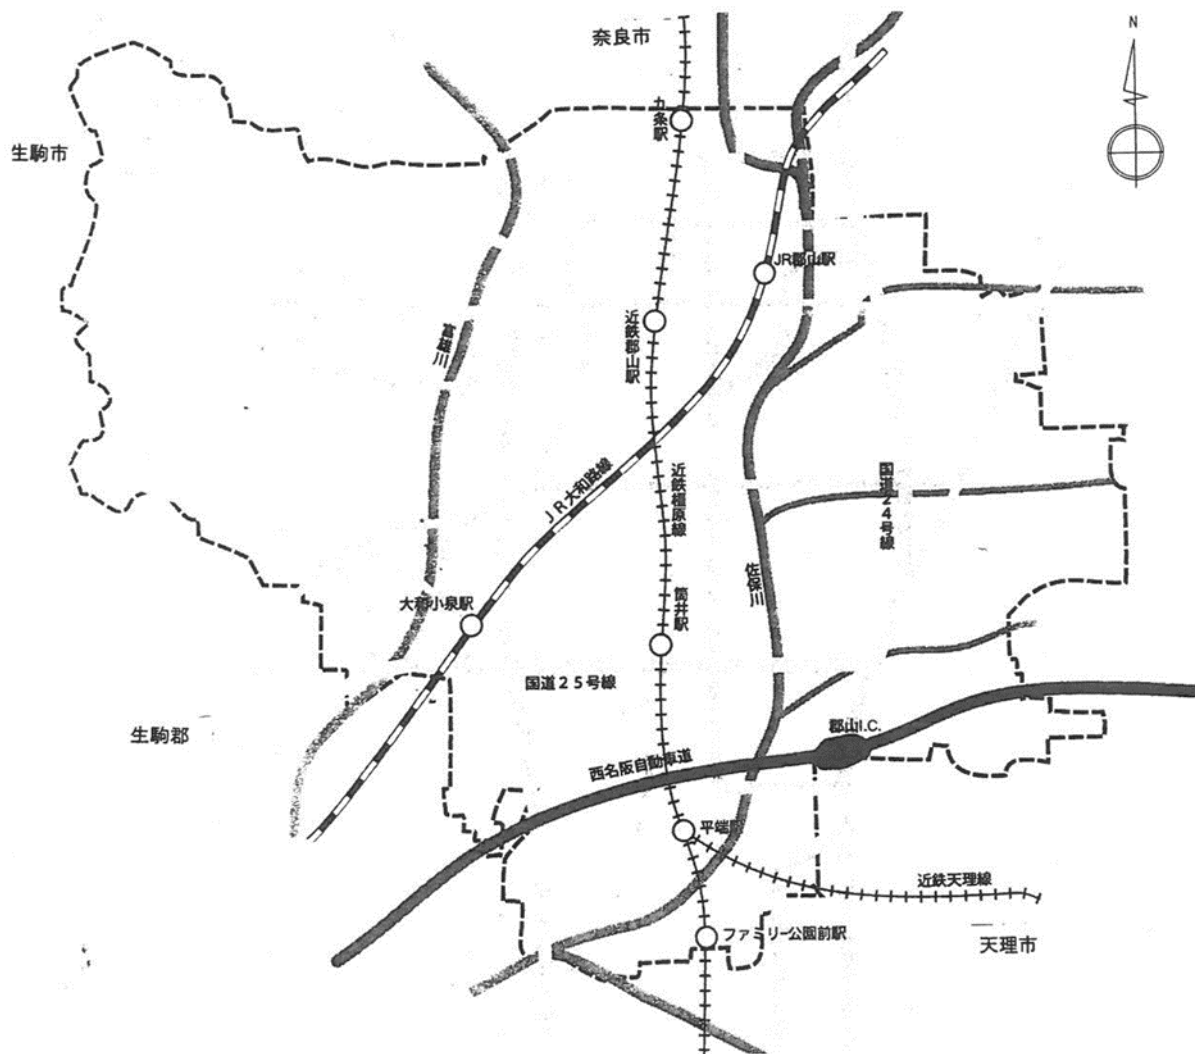 奈良市
N
九条駅
生駒市
JR郡山駅
近鉄郡山駅
富雄川
近鉄橿原線
国道24号線
JR大和路線
佐保川
大和小泉駅
筒井駅
国道25号線
生駒郡
郡山I.C.
西名阪自動車道
平端駅
近鉄天理線
ファミリー公園前駅
天理市